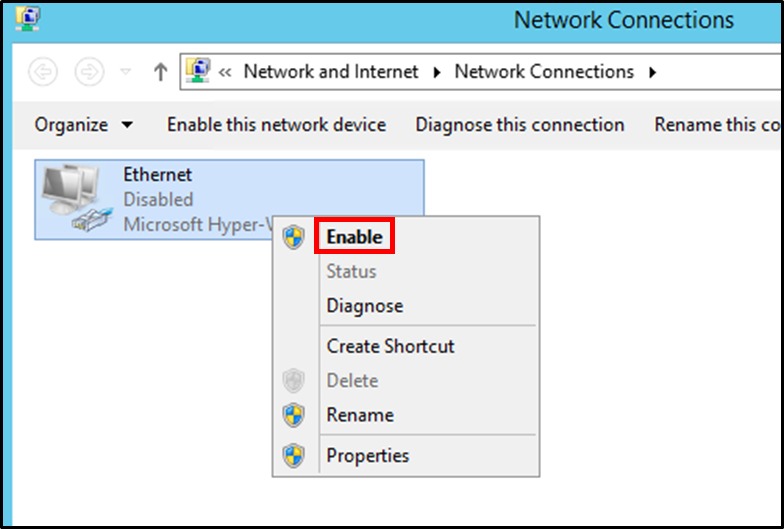 Network Connections
« Network and Internet Network Connections
Organize Enable this network device Diagnose this connection Rename this co
Ethernet
Disabled
Microsoft Hyper-V
Enable
Status
Diagnose
Create Shortcut
Delete
Rename
Properties